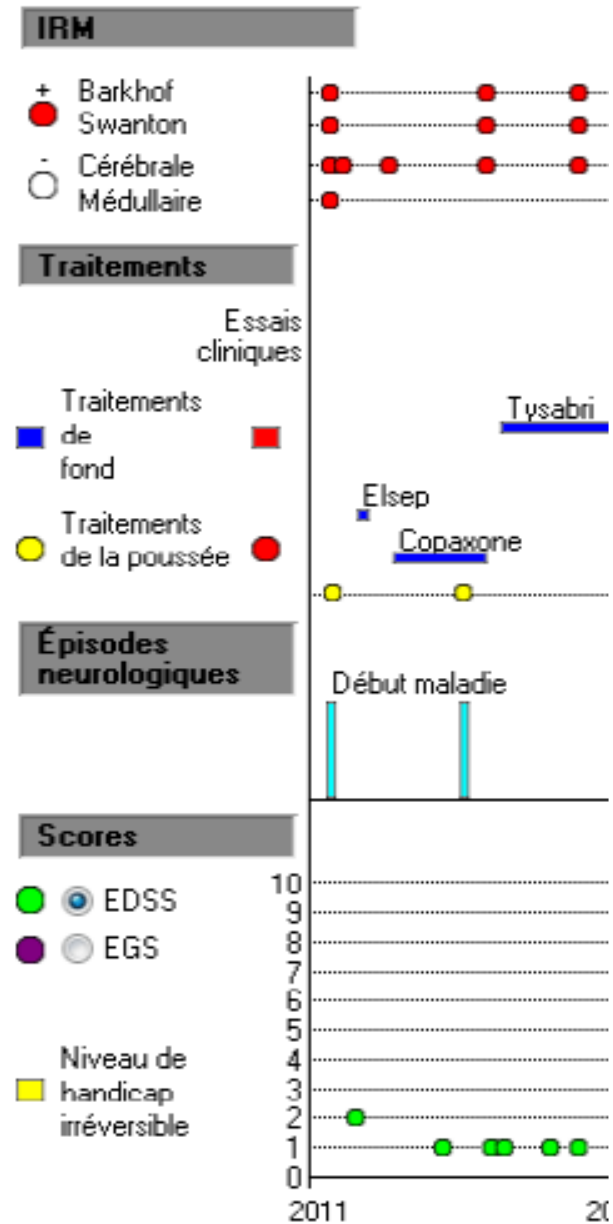 IRM
+ Barkhof
Swanton
- Cérébrale
Médullaire
Traitements
Essais
cliniques
Tysabri
Traitements
de
fond
Elsep
Traitements
de la poussée
Copaxone
Épisodes
neurologiques
Début maladie
Scores
10
EDSS
9
8
EGS
7
6
5
4
Niveau de
handicap
irréversible
3
2
1
0
2011
20